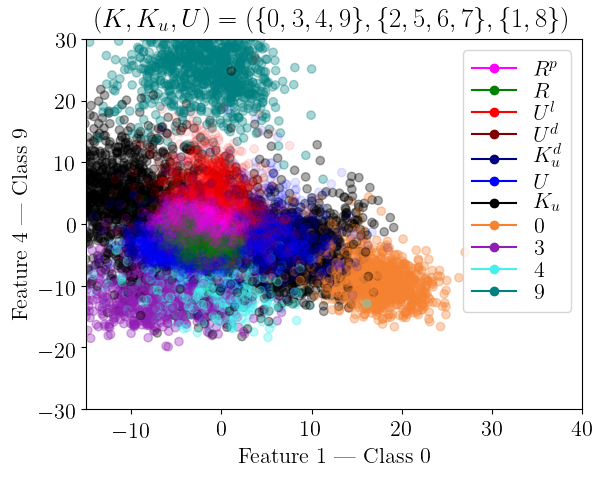 (K, K_u, U) = ({0, 3, 4, 9}, {2, 5, 6, 7}, {1, 8})
30
20
10
0
−10
−20
−30
Feature 4 — Class 9
−10
0
10
20
30
40
Feature 1 — Class 0
R^p
R
U^l
U^d
K_u^d
U
K_u
0
3
4
9